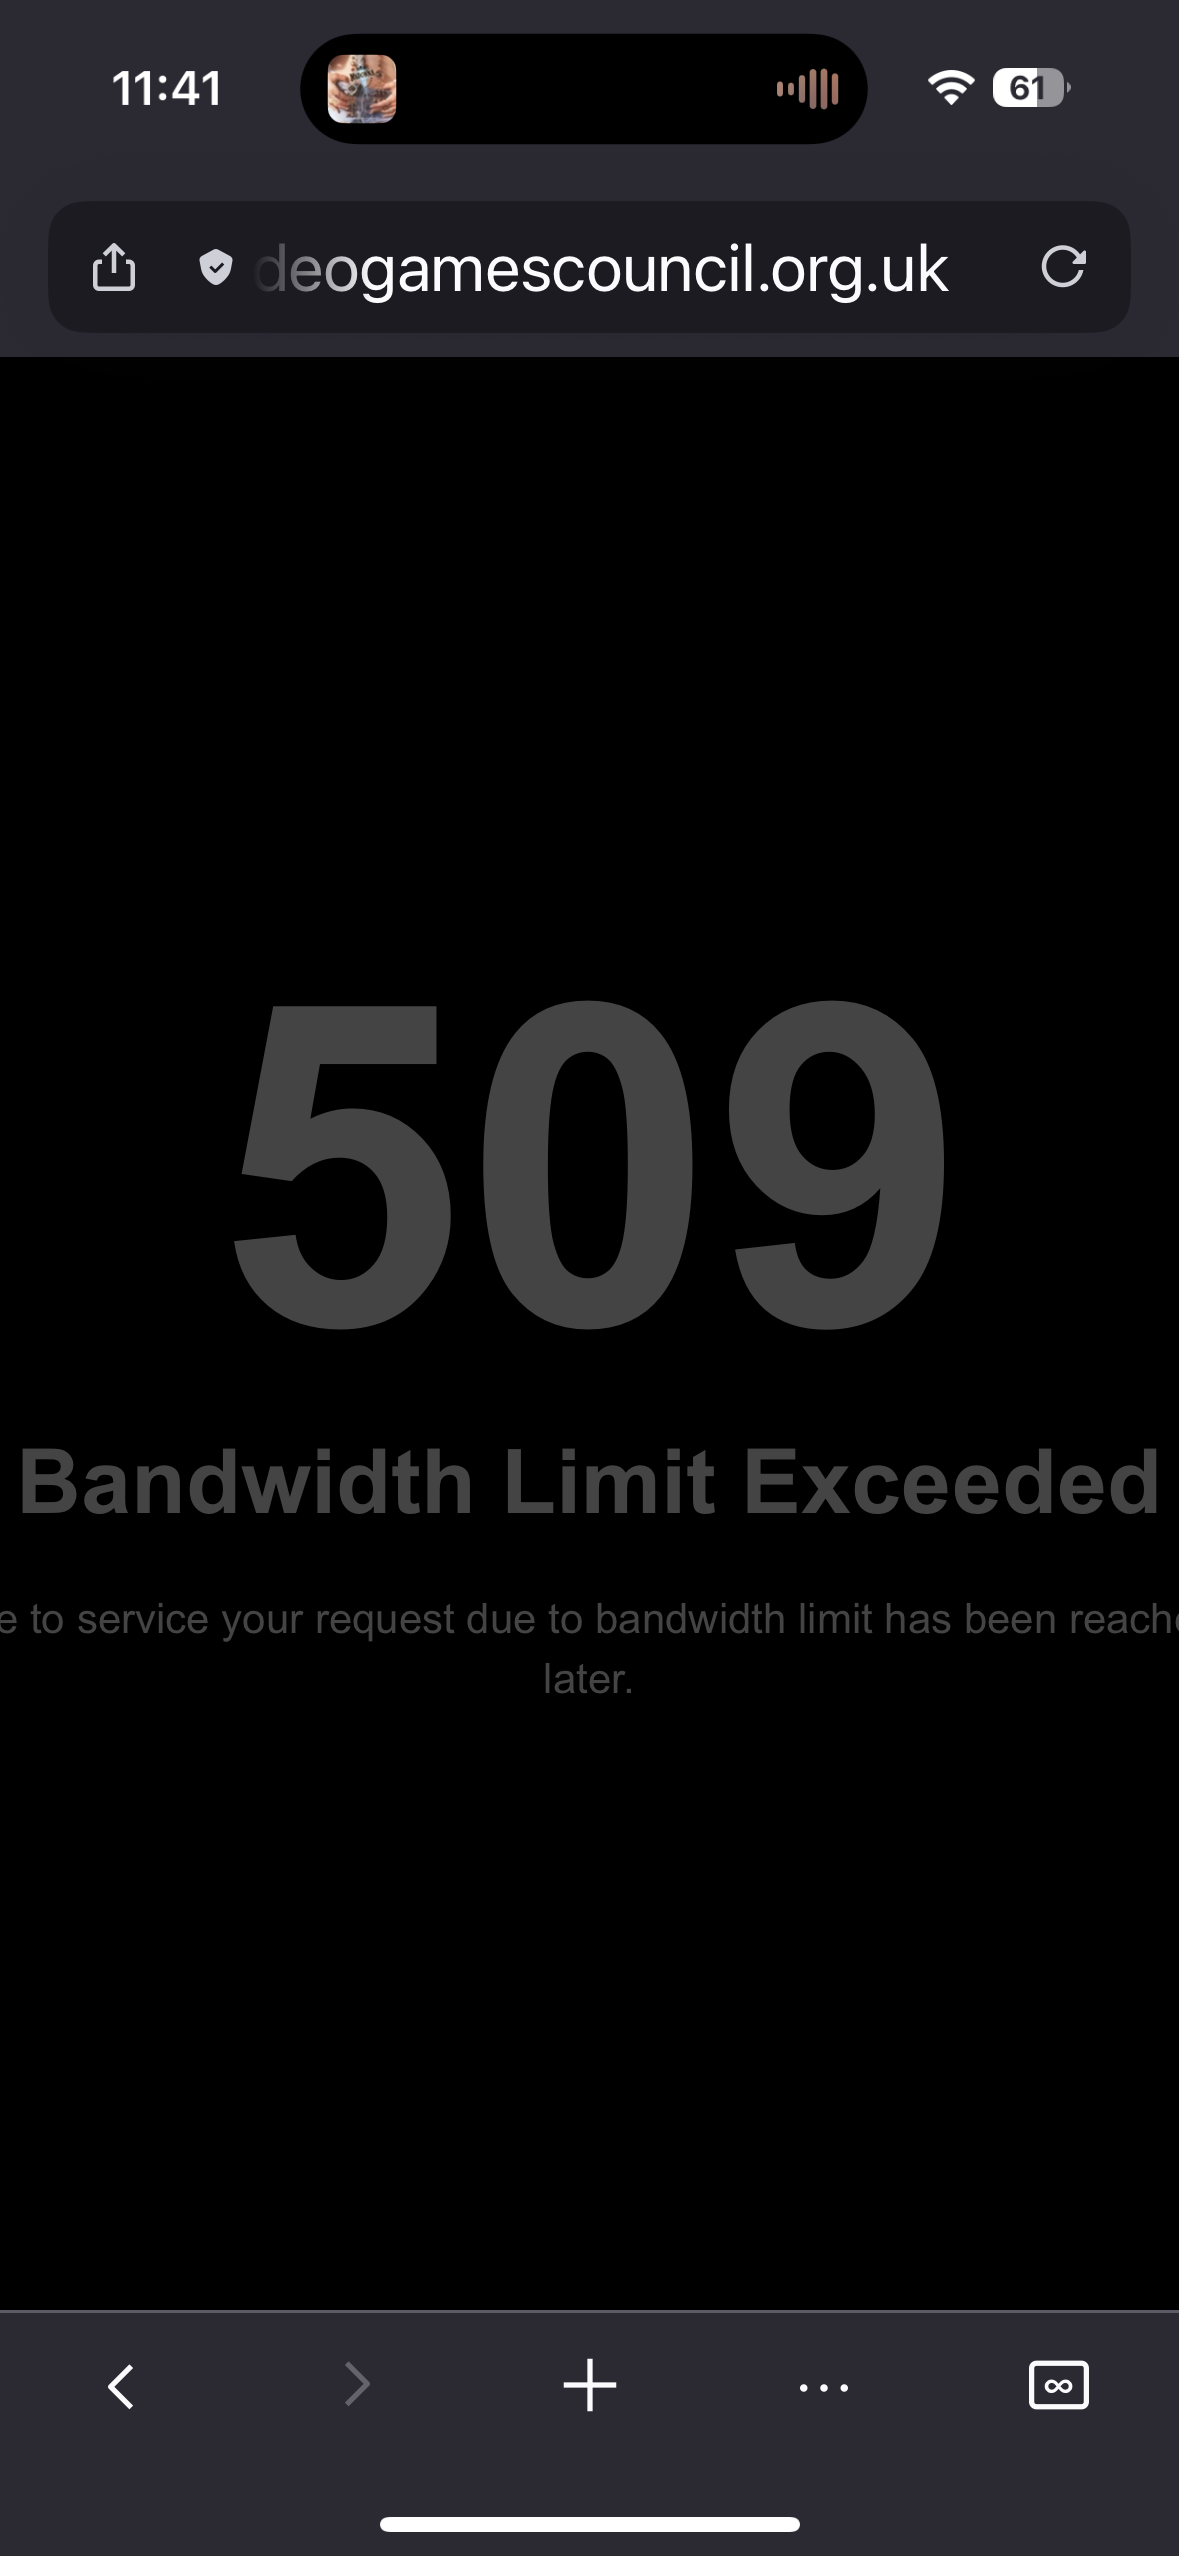 11:41
61
deogamescouncil.org.uk
509
Bandwidth Limit Exceeded
e to service your request due to bandwidth limit has been reache
later.